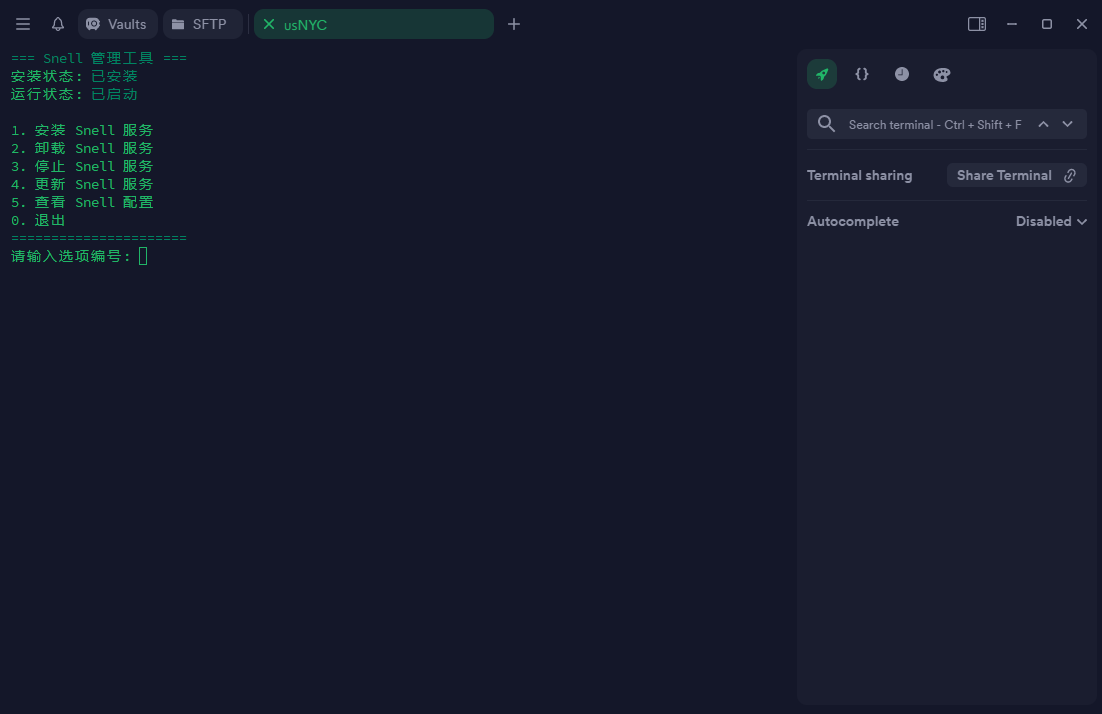 Vaults
SFTP
usNYC
=== Snell 管理工具 ===
安装状态: 已安装
运行状态: 已启动
1. 安装 Snell 服务
2. 卸载 Snell 服务
3. 停止 Snell 服务
4. 更新 Snell 服务
5. 查看 Snell 配置
0. 退出
======================
请输入选项编号:
{}
Search terminal - Ctrl + Shift + F
Terminal sharing
Share Terminal
Autocomplete
Disabled